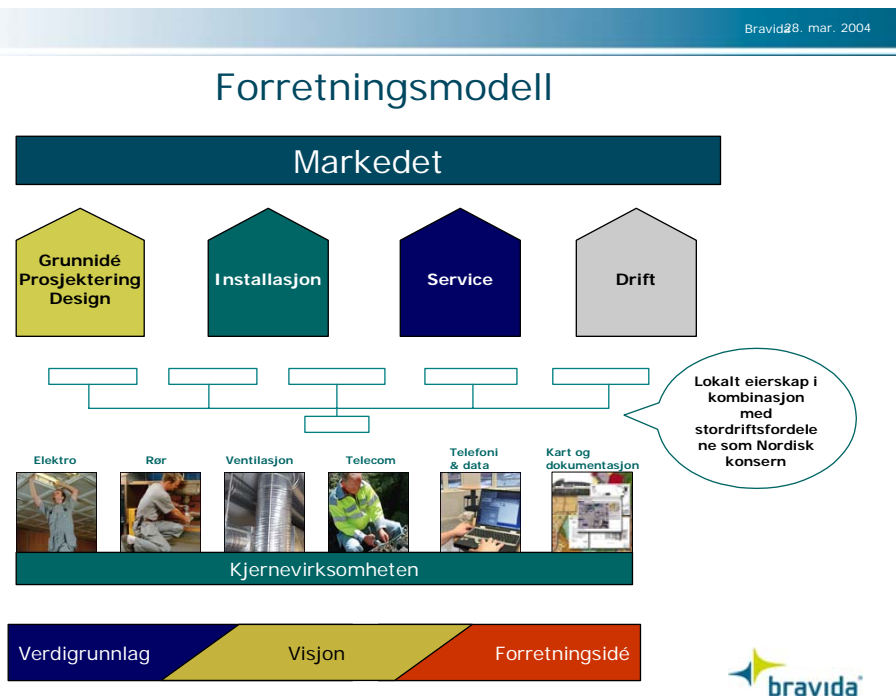 Bravida 28. mar. 2004
Forretningsmodell
Markedet
Grunnidé
Prosjektering
Design
Installasjon
Service
Drift
Lokalt eierskap i
kombinasjon
med
stordriftsfordele
ne som Nordisk
konsern
Elektro
Rør
Ventilasjon
Telecom
Telefoni
& data
Kart og
dokumentasjon
Kjernevirksomheten
Verdigrunnlag
Visjon
Forretningsidé
bravida